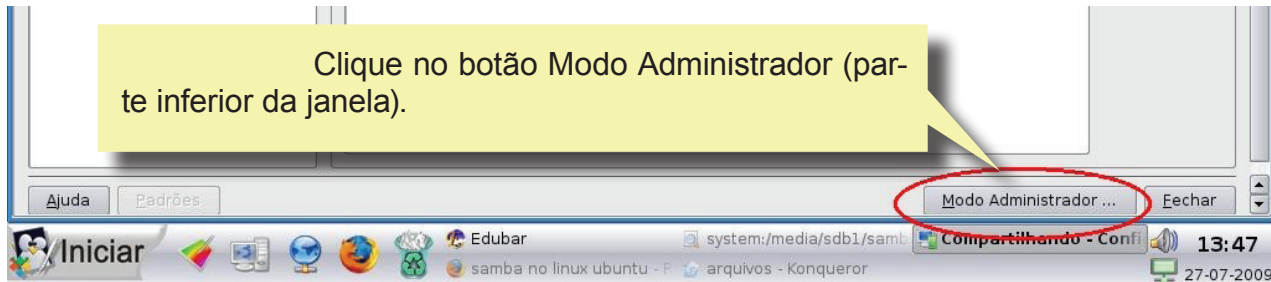 Clique no botão Modo Administrador (par-
te inferior da janela).
Ajuda Padrões Modo Administrador ... Fechar
Iniciar Edubar system:/media/sdb1/samb Compartilhando - Confi 13:47
samba no linux ubuntu - F arquivos - Konqueror 27-07-2009